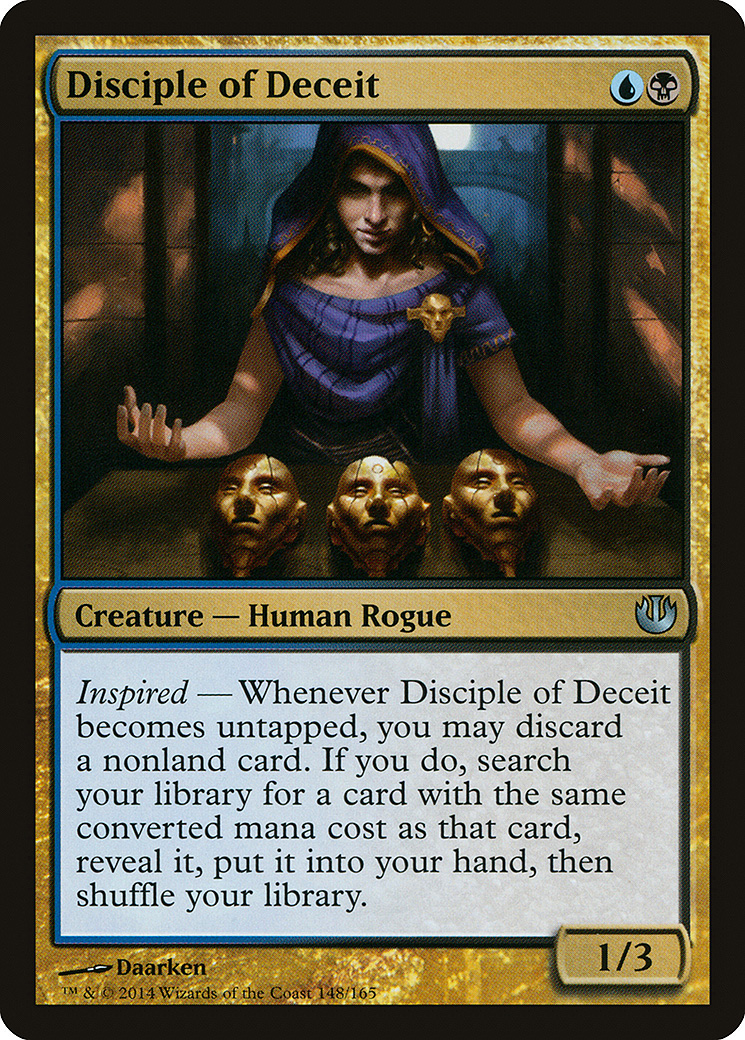 Disciple of Deceit
Creature — Human Rogue
Inspired — Whenever Disciple of Deceit
becomes untapped, you may discard
a nonland card. If you do, search
your library for a card with the same
converted mana cost as that card,
reveal it, put it into your hand, then
shuffle your library.
1/3
Daarken
™ & © 2014 Wizards of the Coast 148/165